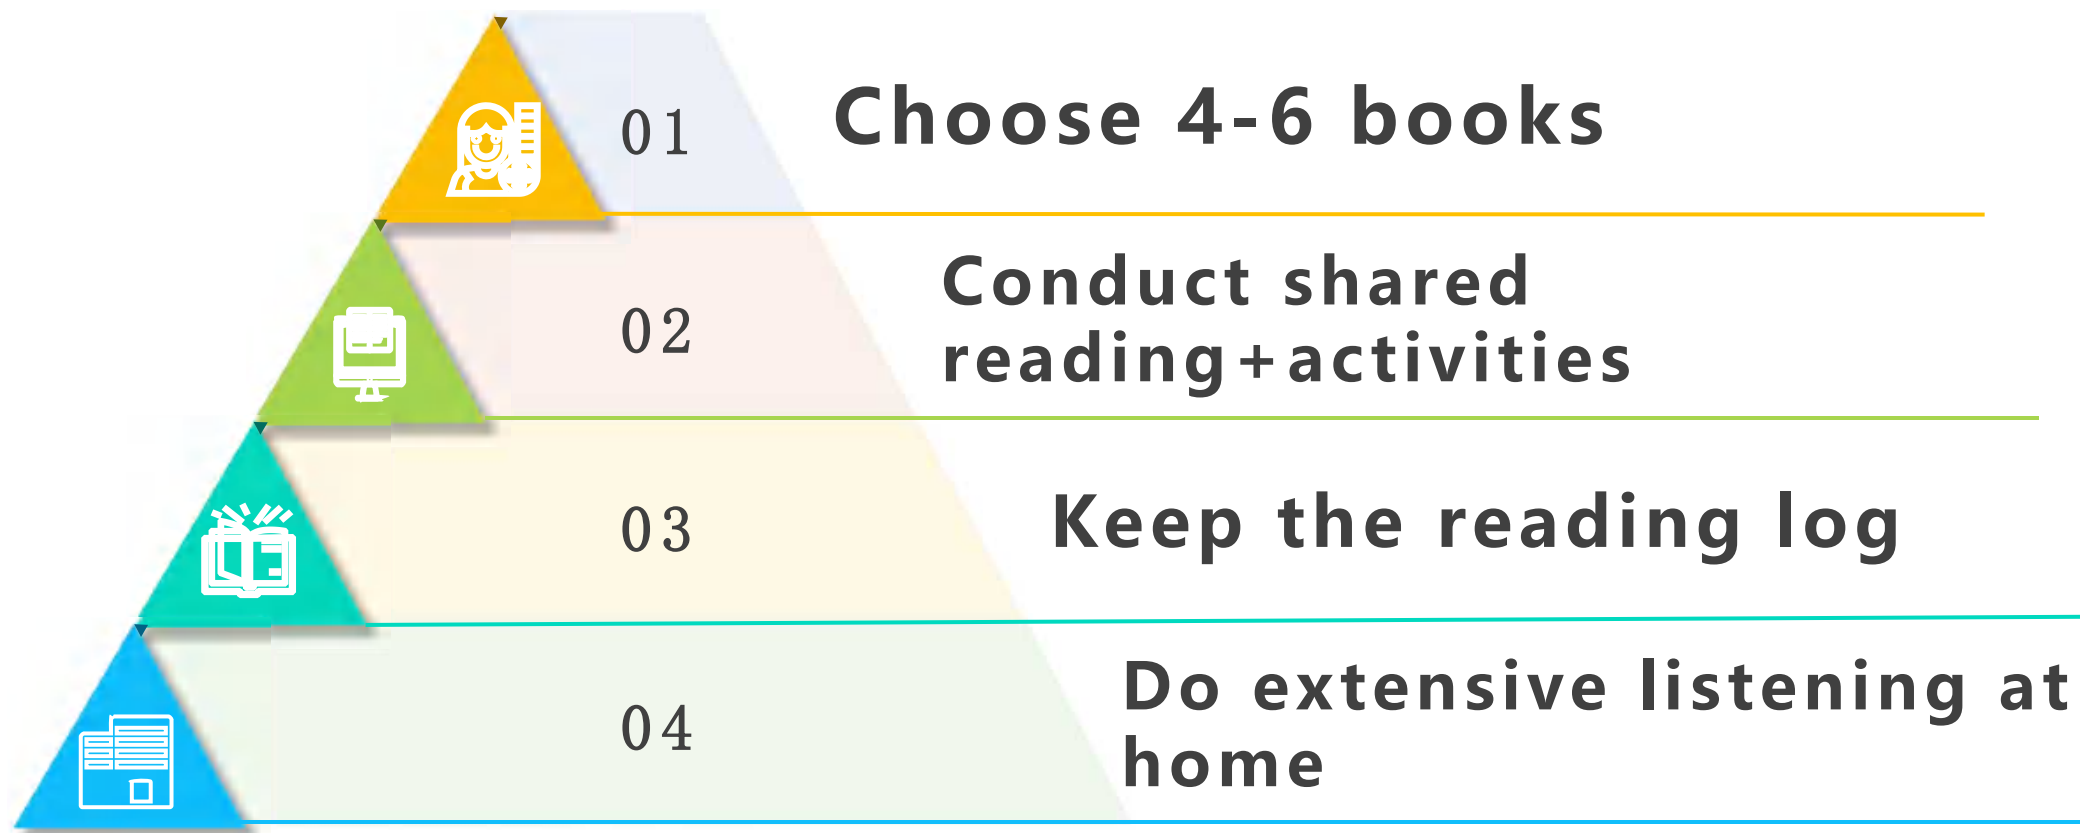 01
Choose 4-6 books
02
Conduct shared
reading+activities
03
Keep the reading log
04
Do extensive listening at
home